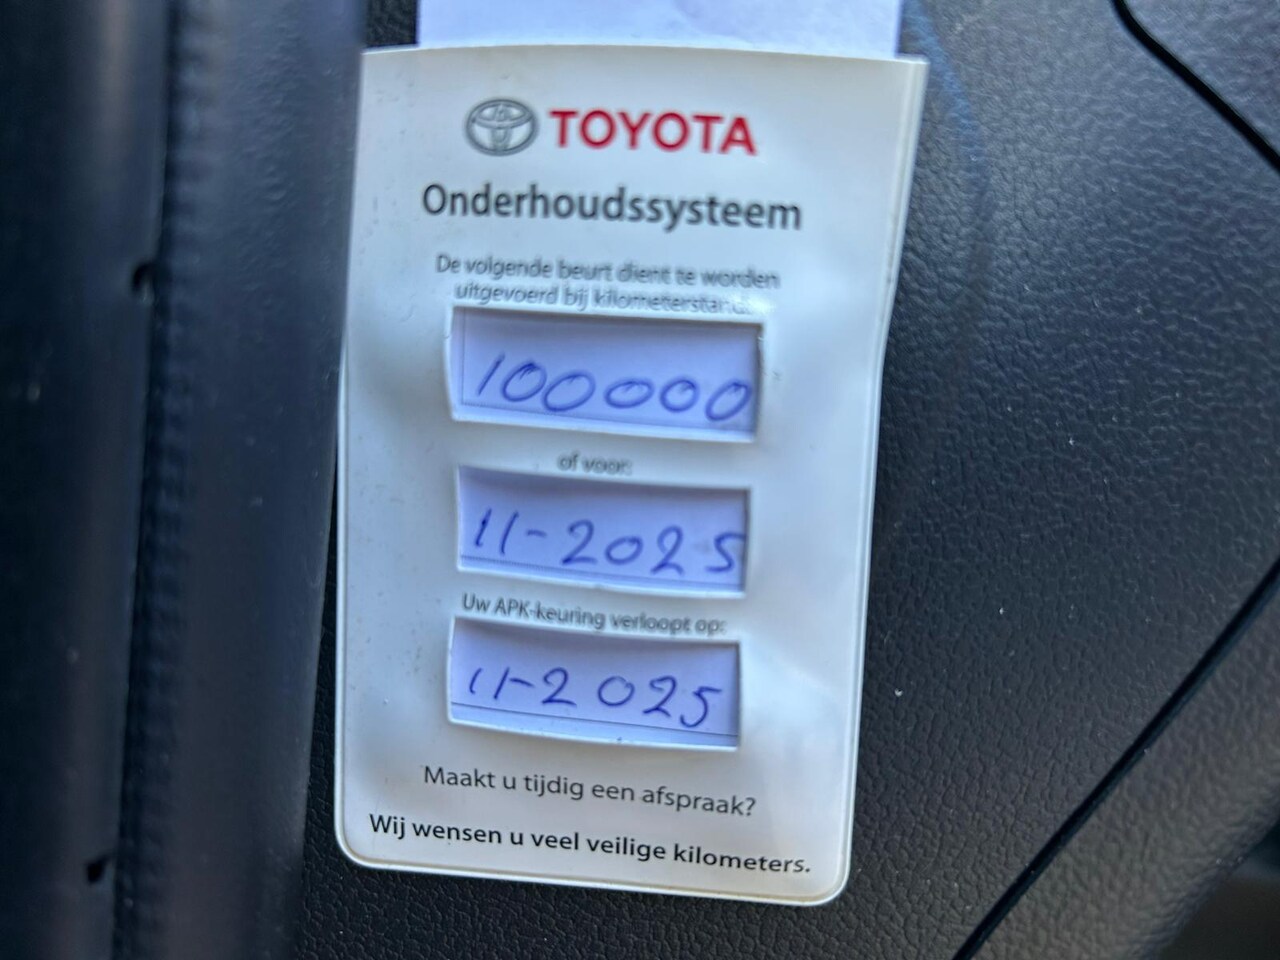 TOYOTA
Onderhoudssysteem
De volgende beurt dient te worden
uitgevoerd bij kilometerstand:
100000
of voor:
11-2025
Uw APK-keuring verloopt op:
11-2025
Maakt u tijdig een afspraak?
Wij wensen u veel veilige kilometers.